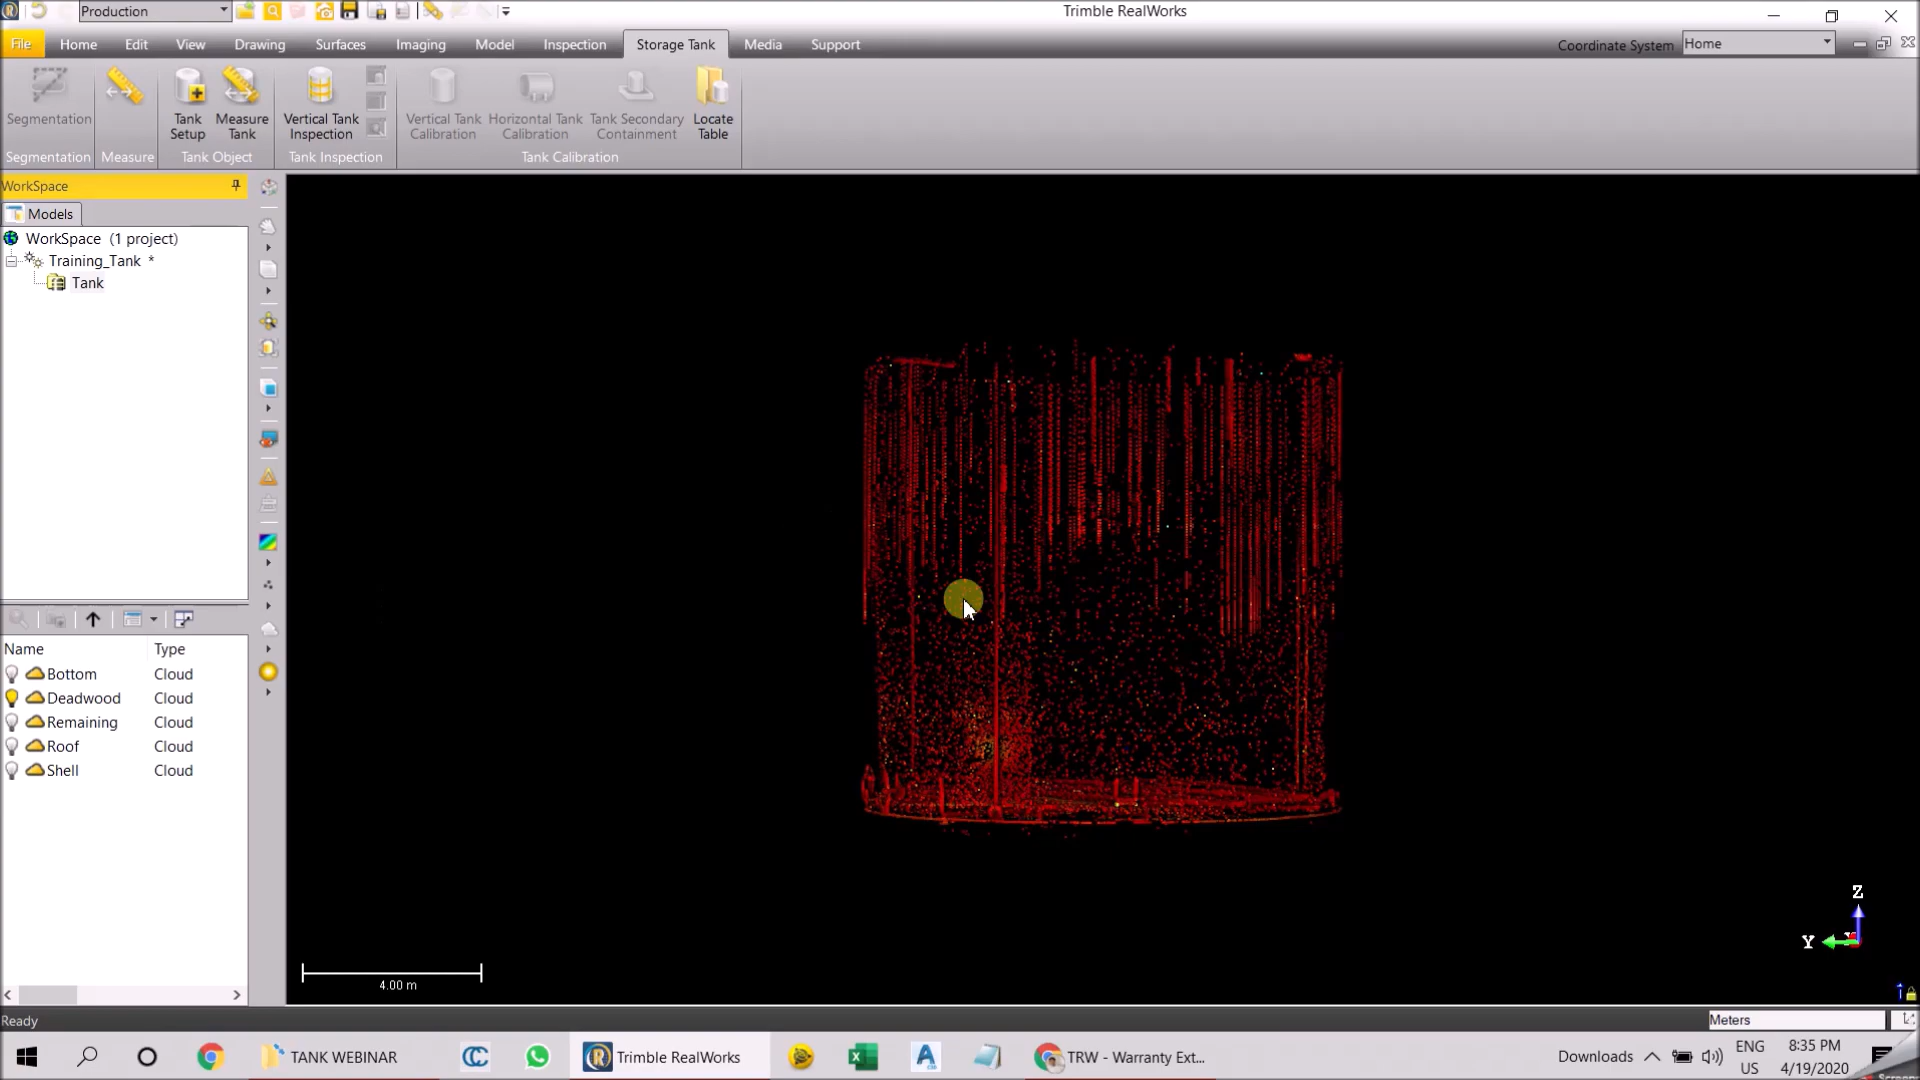 Production
Trimble RealWorks
File Home Edit View Drawing Surfaces Imaging Model Inspection Storage Tank Media Support
Coordinate System Home
Segmentation
Tank Setup
Measure Tank
Vertical Tank Inspection
Vertical Tank Calibration
Horizontal Tank Calibration
Tank Secondary Containment
Locate Table
Segmentation Measure Tank Object Tank Inspection Tank Calibration
WorkSpace
Models
WorkSpace (1 project)
Training_Tank *
Tank
Name Type
Bottom Cloud
Deadwood Cloud
Remaining Cloud
Roof Cloud
Shell Cloud
Z
Y
4.00 m
Ready
Meters
TANK WEBINAR
Trimble RealWorks
TRW - Warranty Ext...
Downloads
ENG
US
8:35 PM
4/19/2020